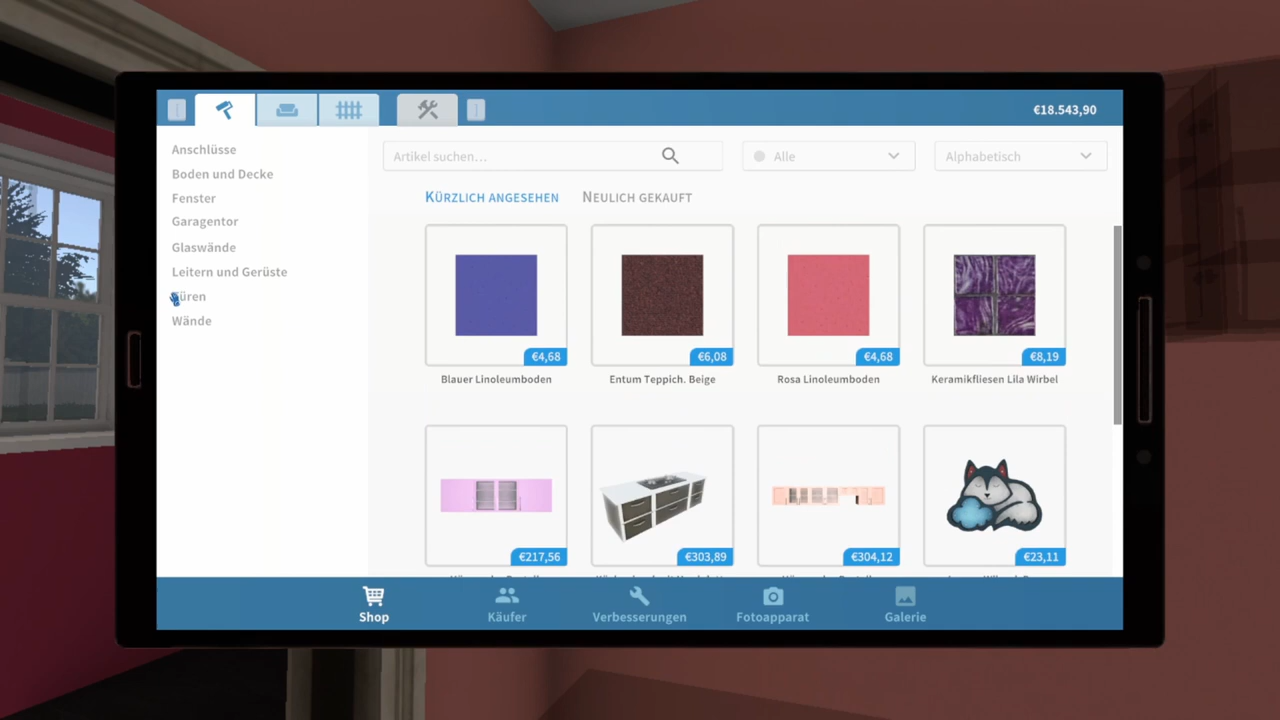 €18.543,90
Anschlüsse
Boden und Decke
Fenster
Garagentor
Glaswände
Leitern und Gerüste
Türen
Wände
Artikel suchen...
Alle
Alphabetisch
KÜRZLICH ANGESEHEN
NEULICH GEKAUFT
€4,68
€6,08
€4,68
€8,19
Blauer Linoleumboden
Entum Teppich. Beige
Rosa Linoleumboden
Keramikfliesen Lila Wirbel
€217,56
€303,89
€304,12
€23,11
Shop
Käufer
Verbesserungen
Fotoapparat
Galerie